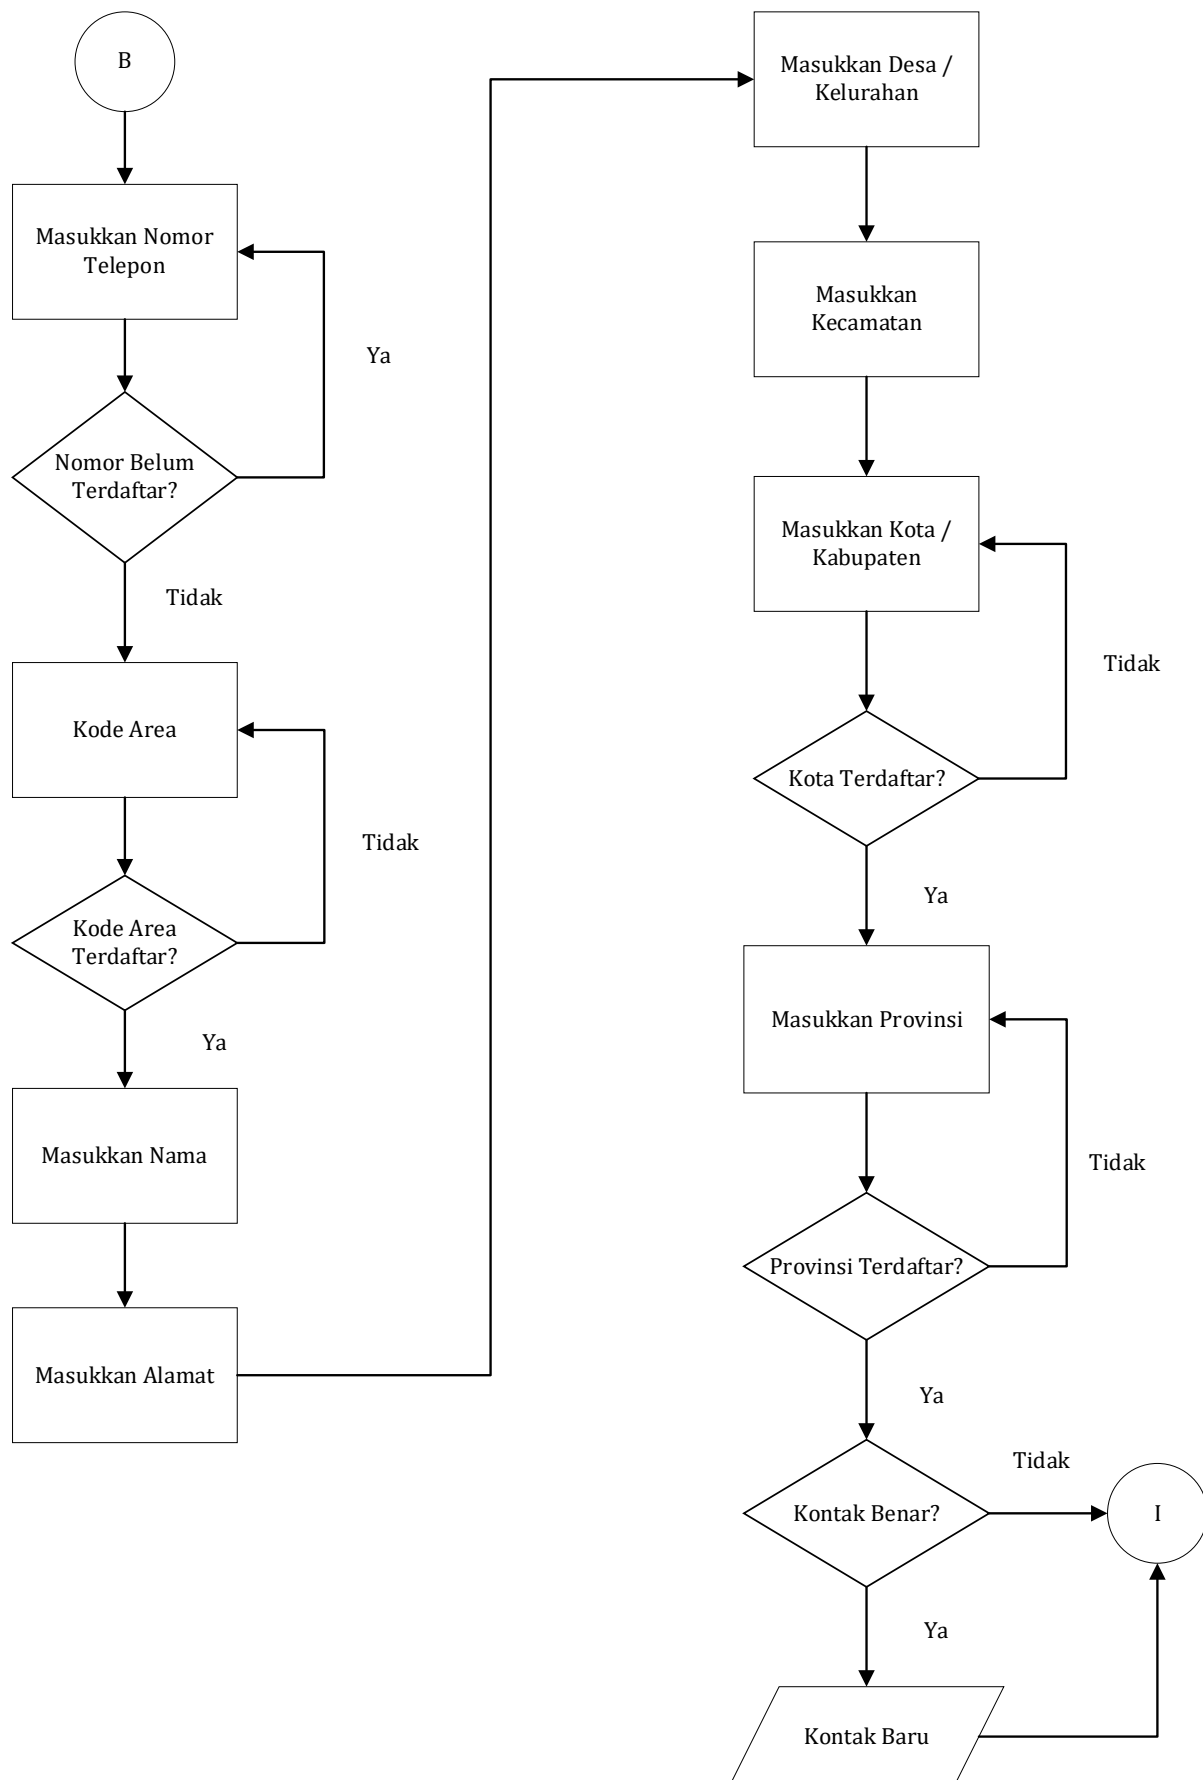 B
Masukkan Nomor
Telepon
Ya
Nomor Belum
Terdaftar?
Tidak
Kode Area
Tidak
Kode Area
Terdaftar?
Ya
Masukkan Nama
Masukkan Alamat
Masukkan Desa /
Kelurahan
Masukkan
Kecamatan
Masukkan Kota /
Kabupaten
Tidak
Kota Terdaftar?
Ya
Masukkan Provinsi
Tidak
Provinsi Terdaftar?
Ya
Tidak
Kontak Benar?
I
Ya
Kontak Baru